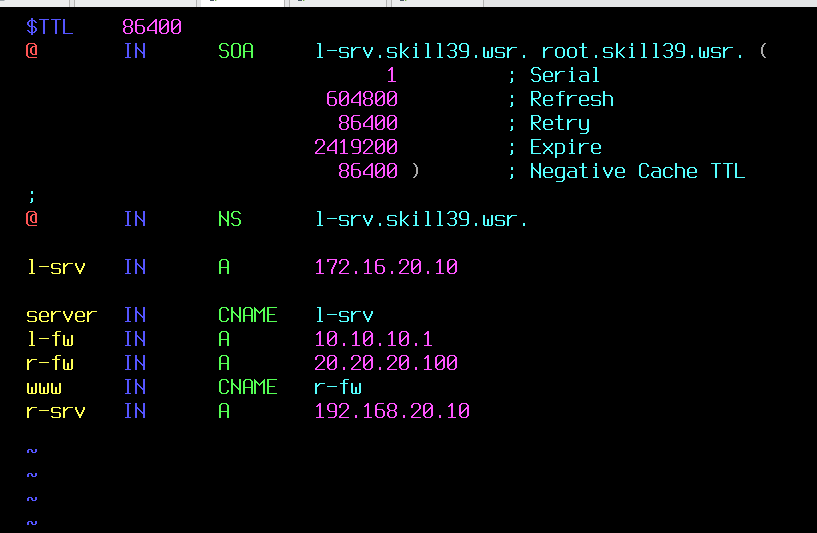 $TTL 86400
@ IN SOA l-srv.skill39.wsr. root.skill39.wsr. (
1 ; Serial
604800 ; Refresh
86400 ; Retry
2419200 ; Expire
86400 ) ; Negative Cache TTL
;
@ IN NS l-srv.skill39.wsr.
l-srv IN A 172.16.20.10
server IN CNAME l-srv
l-fw IN A 10.10.10.1
r-fw IN A 20.20.20.100
www IN CNAME r-fw
r-srv IN A 192.168.20.10
~
~
~
~